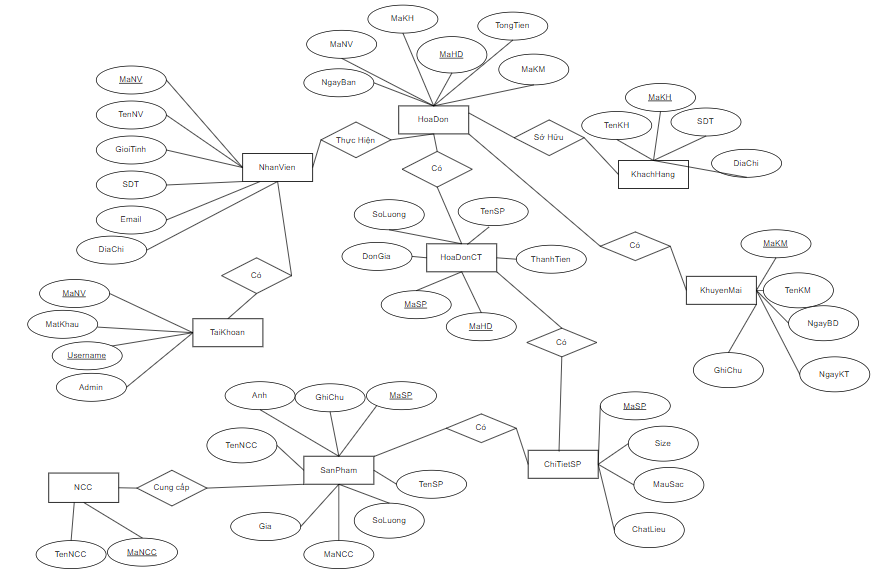 MaKH
TongTien
MaNV
MaHD
MaKM
NgayBan
MaNV
TenNV
GioiTinh
SDT
Email
DiaChi
NhanVien
Thực Hiện
HoaDon
Sở Hữu
MaKH
TenKH
SDT
DiaChi
KhachHang
Có
SoLuong
TenSP
DonGia
HoaDonCT
ThanhTien
MaSP
MaHD
Có
MaKM
KhuyenMai
TenKM
NgayBD
NgayKT
GhiChu
Có
MaNV
MatKhau
Username
Admin
TaiKhoan
Có
Anh
GhiChu
MaSP
TenNCC
Có
SanPham
TenSP
SoLuong
MaNCC
Gia
NCC
Cung cấp
TenNCC
MaNCC
ChiTietSP
MaSP
Size
MauSac
ChatLieu